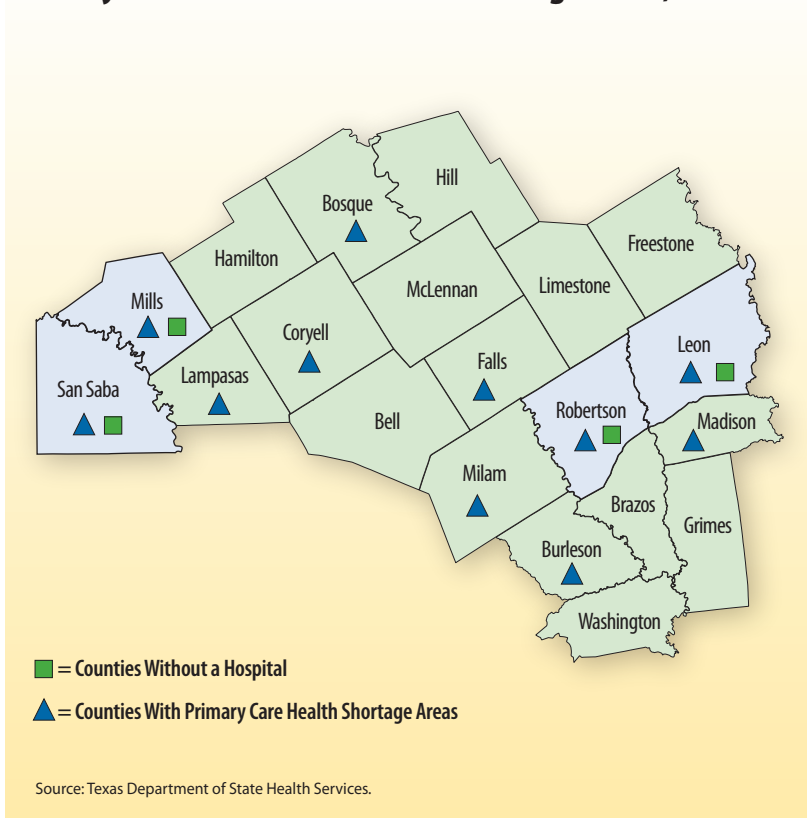 Hill
Bosque
Freestone
Hamilton
Limestone
McLennan
Mills
Coryell
Leon
Falls
Lampasas
San Saba
Robertson
Bell
Madison
Milam
Brazos
Grimes
Burleson
Washington
= Counties Without a Hospital
= Counties With Primary Care Health Shortage Areas
Source: Texas Department of State Health Services.